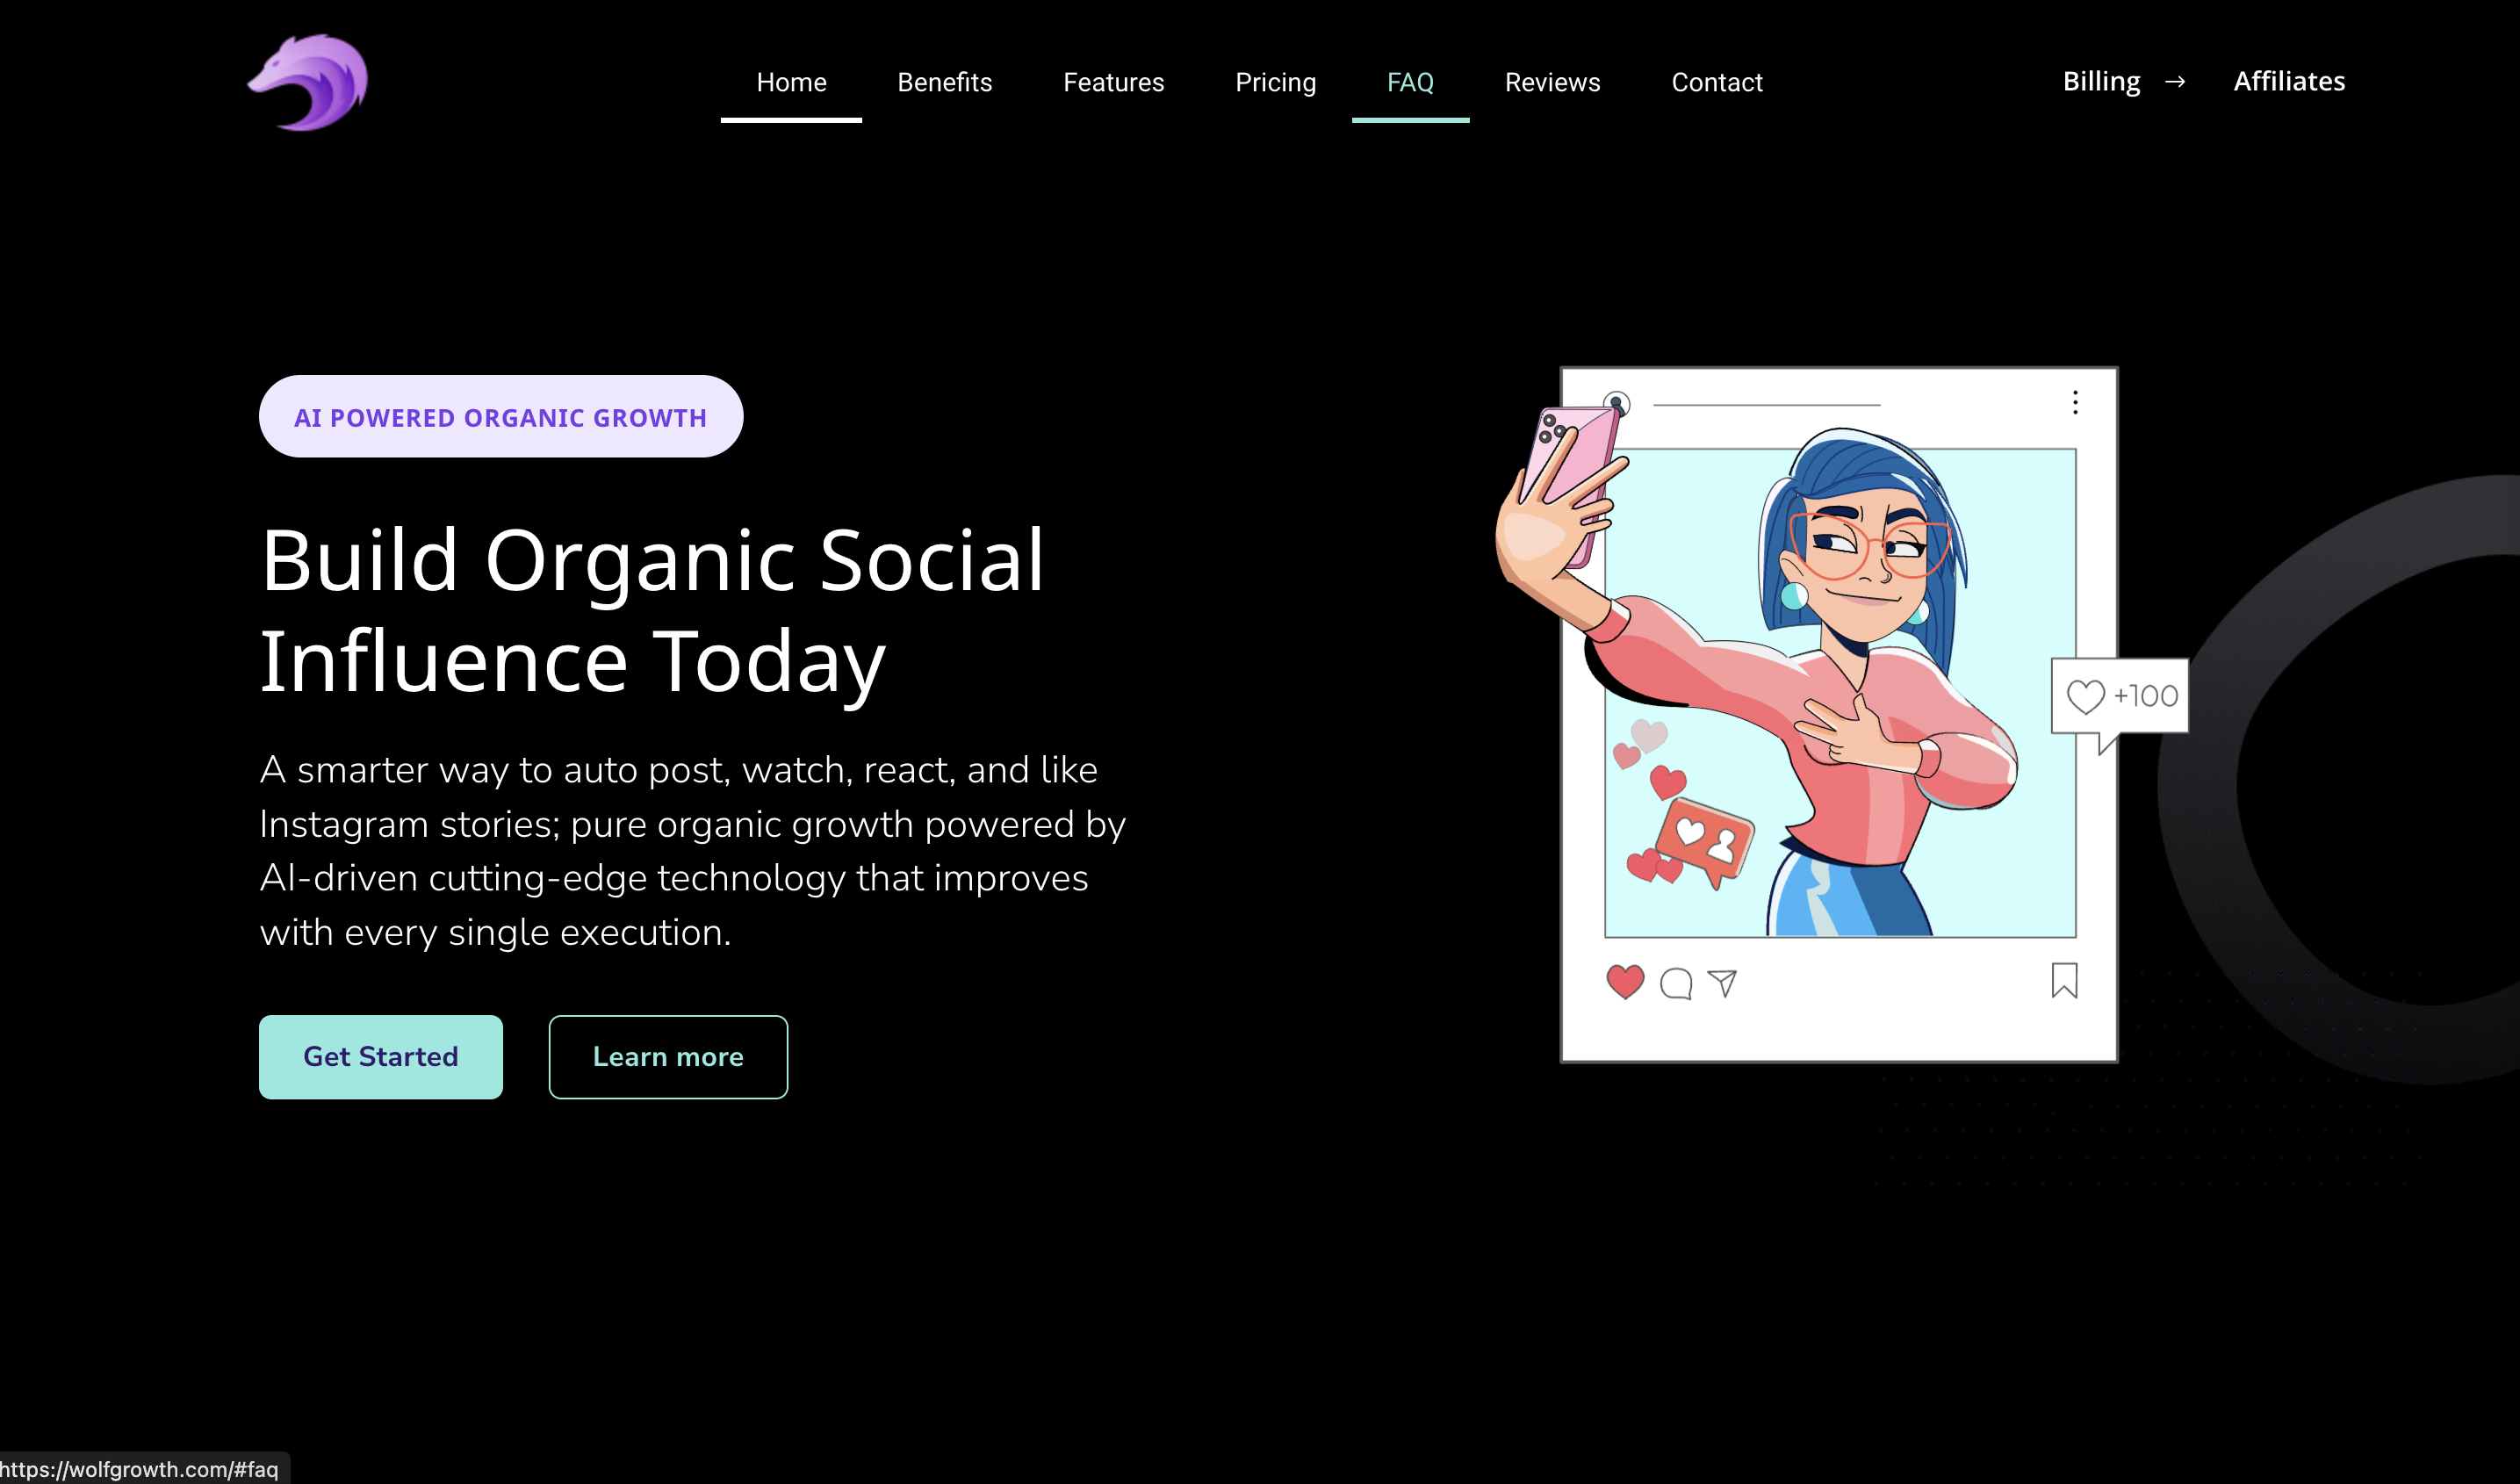 Home Benefits Features Pricing FAQ Reviews Contact Billing → Affiliates
AI POWERED ORGANIC GROWTH
Build Organic Social
Influence Today
A smarter way to auto post, watch, react, and like
Instagram stories; pure organic growth powered by
AI-driven cutting-edge technology that improves
with every single execution.
Get Started Learn more
+100
https://wolfgrowth.com/#faq